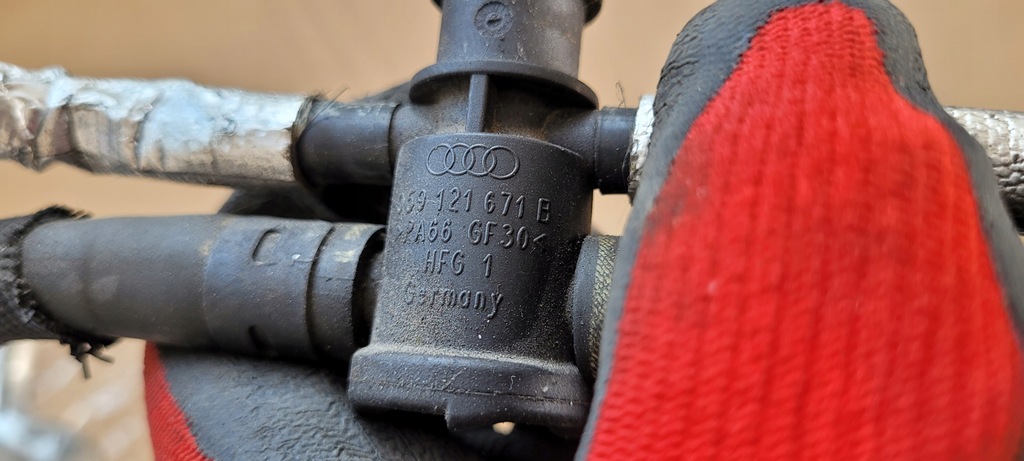 59 121 671 B
PA66 GF30<
HFG 1
Germany